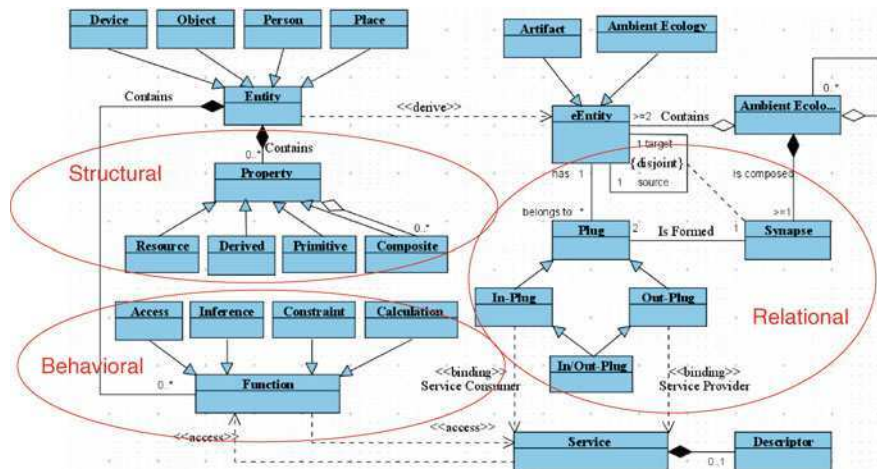 Device
Object
Person
Place
Artifact
Ambient Ecology
Contains
Entity
<<derive>>
eEntity
>=2
Contains
0..*
Ambient Ecolo...
Contains
0..*
Structural
Property
0..*
Resource
Derived
Primitive
Composite
1 target
{disjoint}
1
source
has
1
belongs to
*
Is composed
>=1
Plug
2
Is Formed
1
Synapse
In-Plug
Out-Plug
Relational
In/Out-Plug
Access
Inference
Constraint
Calculation
Behavioral
0..*
Function
<<binding>>
Service Consumer
<<binding>>
Service Provider
<<access>>
<<access>>
Service
0..1
Descriptor